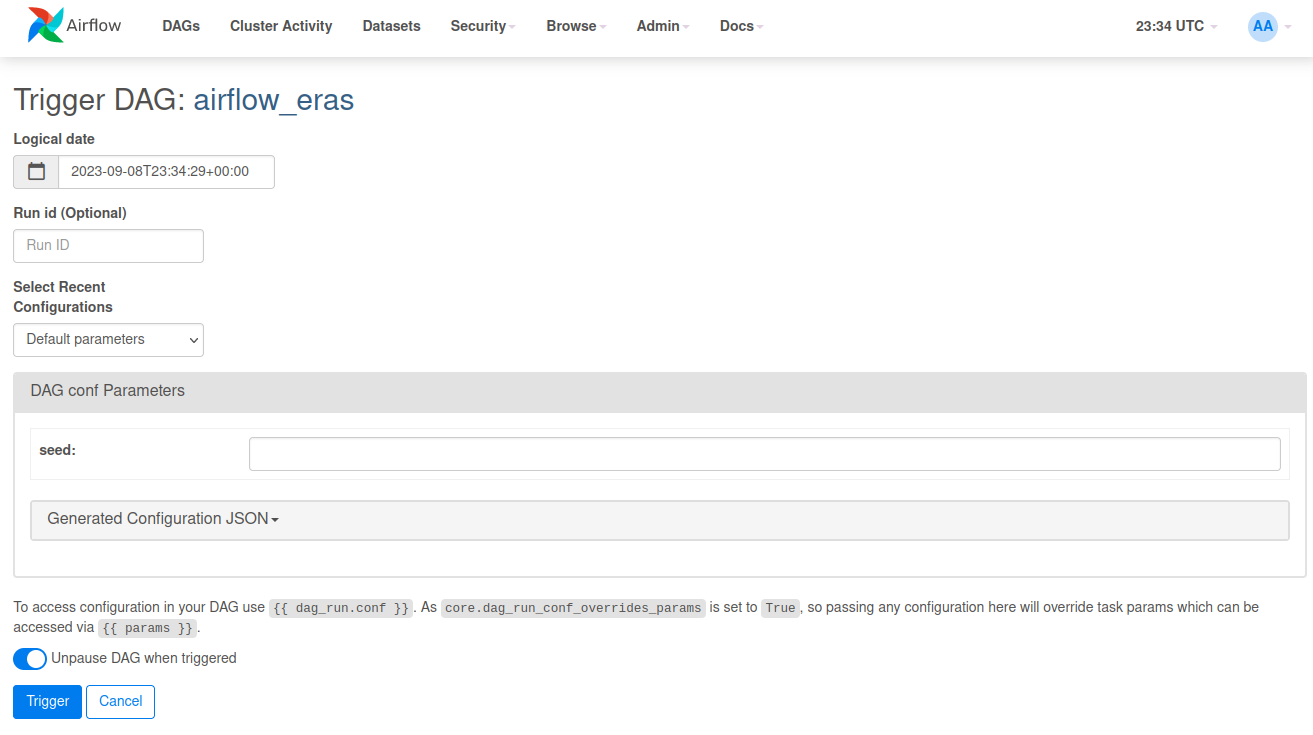 Airflow DAGs Cluster Activity Datasets Security Browse Admin Docs 23:34 UTC AA
Trigger DAG: airflow_eras
Logical date
2023-09-08T23:34:29+00:00
Run id (Optional)
Run ID
Select Recent
Configurations
Default parameters
DAG conf Parameters
seed:
Generated Configuration JSON
To access configuration in your DAG use {{ dag_run.conf }}. As core.dag_run_conf_overrides_params is set to True, so passing any configuration here will override task params which can be
accessed via {{ params }}.
Unpause DAG when triggered
Trigger Cancel